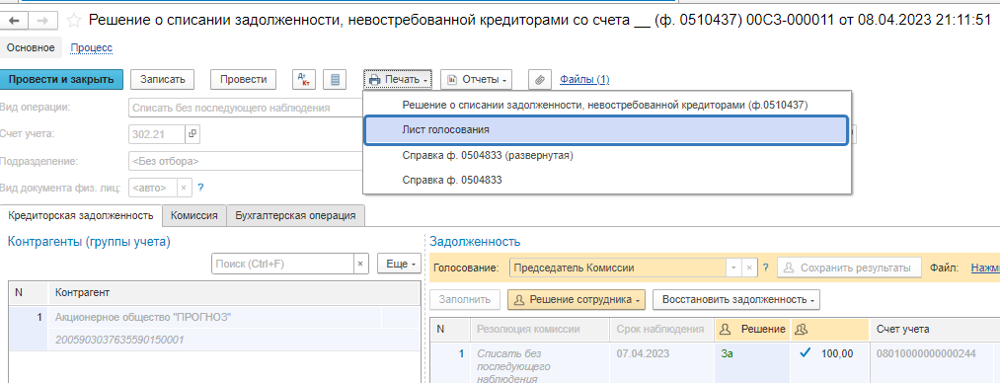 Решение о списании задолженности, невостребованной кредиторами со счета __ (ф. 0510437) 00СЗ-000011 от 08.04.2023 21:11:51
Основное Процесс
Провести и закрыть Записать Провести Дт Кт Печать Отчеты Файлы (1)
Решение о списании задолженности, невостребованной кредиторами (ф.0510437)
Лист голосования
Справка ф. 0504833 (развернутая)
Справка ф. 0504833
Вид операции: Списать без последующего наблюдения
Счет учета: 302.21
Подразделение: <Без отбора>
Вид документа физ. лиц: <авто> × ?
Кредиторская задолженность Комиссия Бухгалтерская операция
Контрагенты (группы учета)
Поиск (Ctrl+F) × Еще
N Контрагент
1 Акционерное общество "ПРОГНОЗ"
2005903037635590150001
Задолженность
Голосование: Председатель Комиссии × ? Сохранить результаты Файл: Нажми
Заполнить Решение сотрудника Восстановить задолженность
N Резолюция комиссии Срок наблюдения Решение Счет учета
1 Списать без последующего наблюдения 07.04.2023 За 100,00 08010000000000244